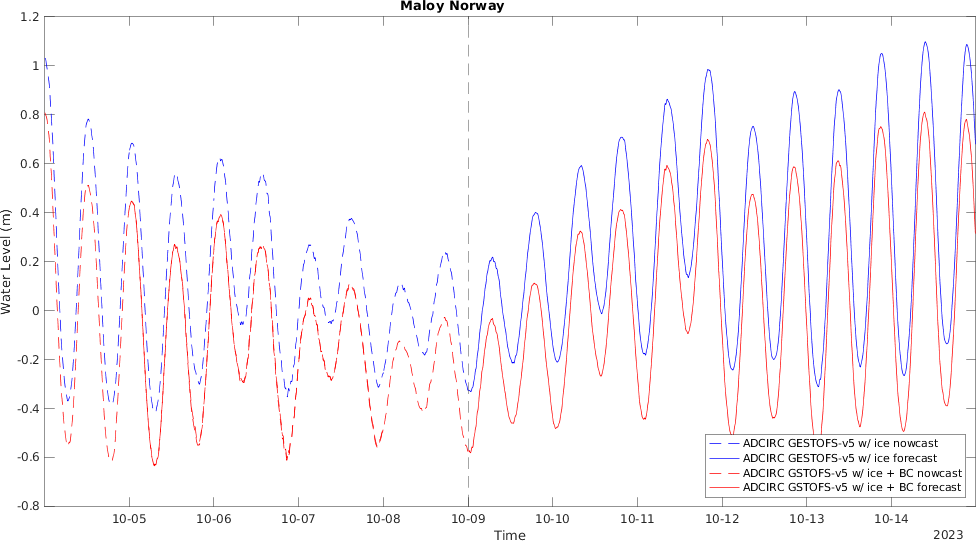 Maloy Norway
1.2
1
0.8
0.6
0.4
0.2
0
-0.2
-0.4
-0.6
-0.8
Water Level (m)
ADCIRC GESTOFS-v5 w/ ice nowcast
ADCIRC GESTOFS-v5 w/ ice forecast
ADCIRC GSTOFS-v5 w/ ice + BC nowcast
ADCIRC GSTOFS-v5 w/ ice + BC forecast
10-05 10-06 10-07 10-08 10-09 10-10 10-11 10-12 10-13 10-14
Time
2023